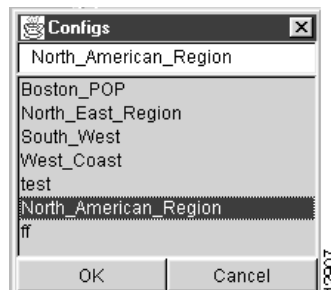 Configs
North_American_Region
Boston_POP
North_East_Region
South_West
West_Coast
test
North_American_Region
ff
OK Cancel